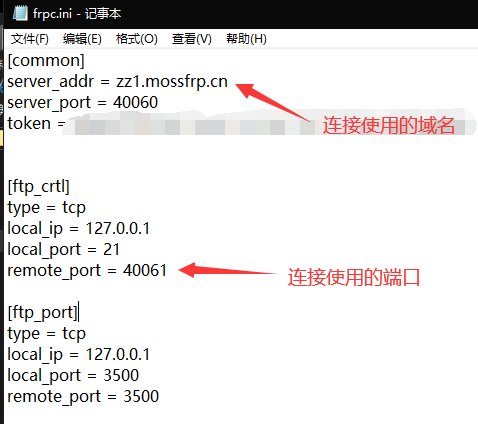 frpc.ini - 记事本
文件(F) 编辑(E) 格式(O) 查看(V) 帮助(H)
[common]
server_addr = zz1.mossfrp.cn
server_port = 40060
token =
连接使用的域名
[ftp_crtl]
type = tcp
local_ip = 127.0.0.1
local_port = 21
remote_port = 40061
连接使用的端口
[ftp_port]
type = tcp
local_ip = 127.0.0.1
local_port = 3500
remote_port = 3500